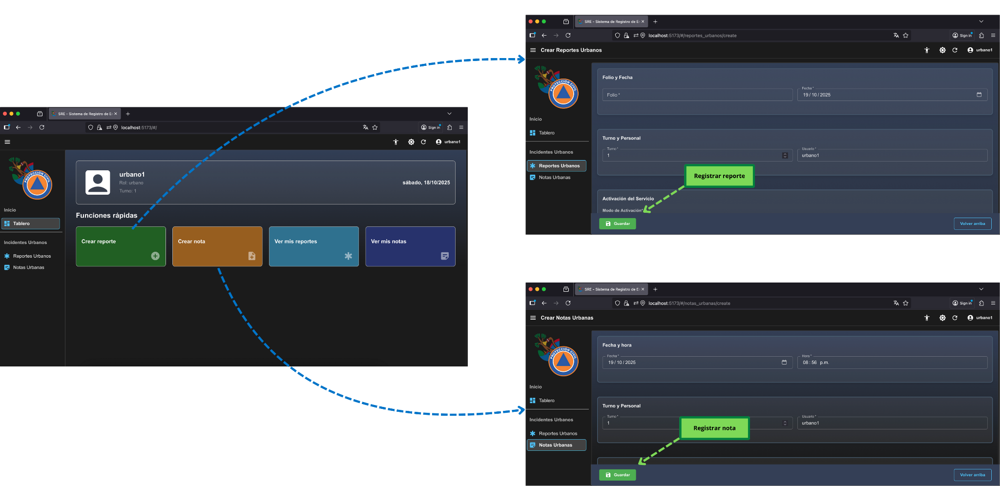 SRE - Sistema de Registro de E
localhost:5173/#/
Sign in
urbano1
PROTECCIÓN CIVIL
Inicio
Tablero
Incidentes Urbanos
Reportes Urbanos
Notas Urbanas
urbano1
Rol: urbano
Turno: 1
sábado, 18/10/2025
Funciones rápidas
Crear reporte
Crear nota
Ver mis reportes
Ver mis notas
SRE - Sistema de Registro de E
localhost:5173/#/reportes_urbanos/create
Sign in
Crear Reportes Urbanos
urbano1
PROTECCIÓN CIVIL
Inicio
Tablero
Incidentes Urbanos
Reportes Urbanos
Notas Urbanas
Folio y Fecha
Folio *
Fecha *
19 / 10 / 2025
Turno y Personal
Turno *
1
Usuario *
urbano1
Registrar reporte
Activación del Servicio
Modo de Activación*
Guardar
Volver arriba
SRE - Sistema de Registro de E
localhost:5173/#/notas_urbanas/create
Sign in
Crear Notas Urbanas
urbano1
PROTECCIÓN CIVIL
Inicio
Tablero
Incidentes Urbanos
Reportes Urbanos
Notas Urbanas
Fecha y hora
Fecha *
19 / 10 / 2025
Hora *
08 : 56 p.m.
Turno y Personal
Turno *
1
Usuario *
urbano1
Registrar nota
Guardar
Volver arriba